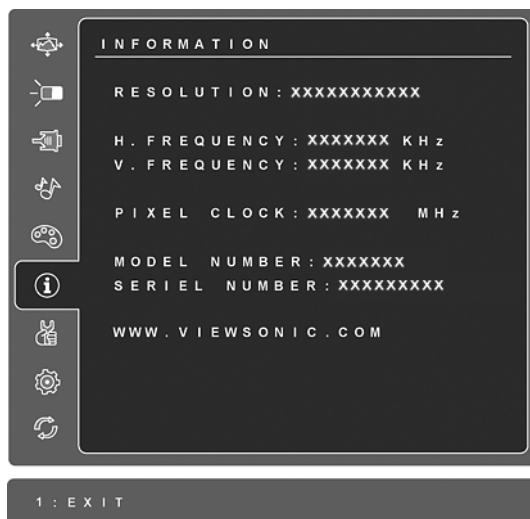 INFORMATION
RESOLUTION: XXXXXXXXXXX
H. FREQUENCY: XXXXXXX KHz
V. FREQUENCY: XXXXXXX KHz
PIXEL CLOCK: XXXXXXX MHz
MODEL NUMBER: XXXXXXX
SERIEL NUMBER: XXXXXXXXX
WWW.VIEWSONIC.COM
1:EXIT